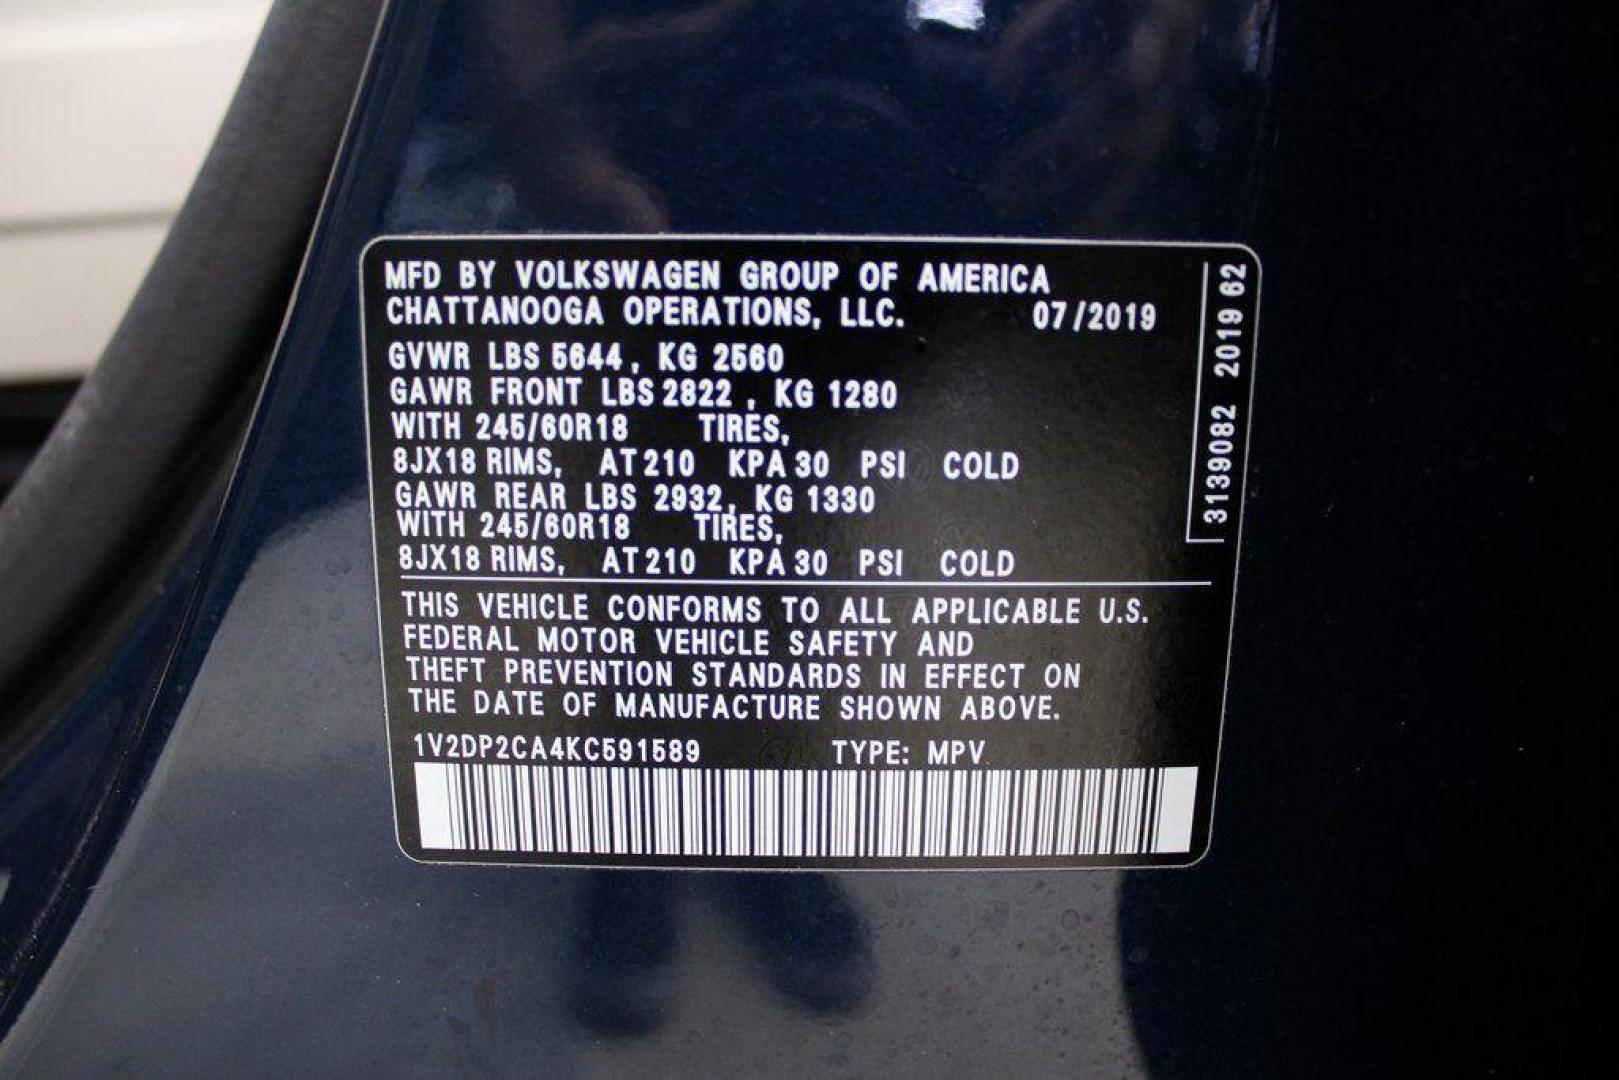 MFD BY VOLKSWAGEN GROUP OF AMERICA
CHATTANOOGA OPERATIONS, LLC. 07/2019
GVWR LBS 5644, KG 2560
GAWR FRONT LBS 2822 , KG 1280
WITH 245/60R18 TIRES,
8JX18 RIMS, AT 210 KPA 30 PSI COLD
GAWR REAR LBS 2932, KG 1330
WITH 245/60R18 TIRES,
8JX18 RIMS, AT 210 KPA 30 PSI COLD
THIS VEHICLE CONFORMS TO ALL APPLICABLE U.S.
FEDERAL MOTOR VEHICLE SAFETY AND
THEFT PREVENTION STANDARDS IN EFFECT ON
THE DATE OF MANUFACTURE SHOWN ABOVE.
1V2DP2CA4KC591589 TYPE: MPV
3139082 2019 62